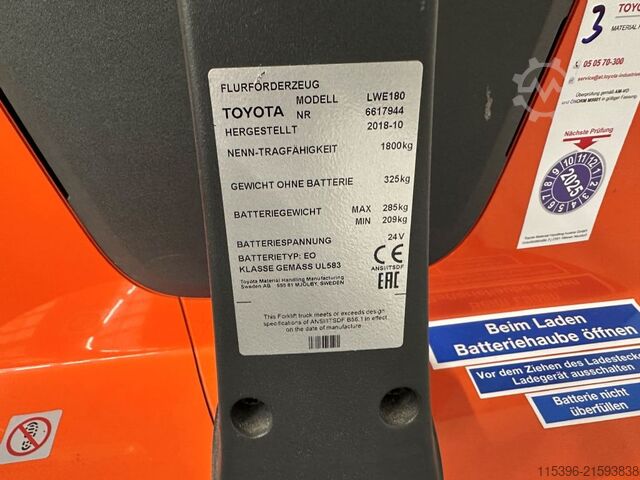 FLURFÖRDERZEUG
TOYOTA MODELL LWE180
NR 6617944
HERGESTELLT 2018-10
NENN-TRAGFÄHIGKEIT 1800kg
GEWICHT OHNE BATTERIE 325kg
BATTERIEGEWICHT MAX 285kg
MIN 209kg
BATTERIESPANNUNG 24V
BATTERIETYP: EO
KLASSE GEMÄSS UL583
CE
ANSI/ITSDF
EAC
Toyota Material Handling Manufacturing
Sweden AB 595 81 MJÖLBY, SWEDEN
This Forklift truck meets or exceeds design
specifications of ANSI/ITSDF B56.1 in effect
on the date of manufacture
3
TOYO
MATERIAL H
05 05 70-300
Nächste Prüfung
2025
Beim Laden
Batteriehaube öffnen
Vor dem Ziehen des Ladesteck
Ladegerät ausschalten
Batterie nicht
überfüllen
115396-21593838